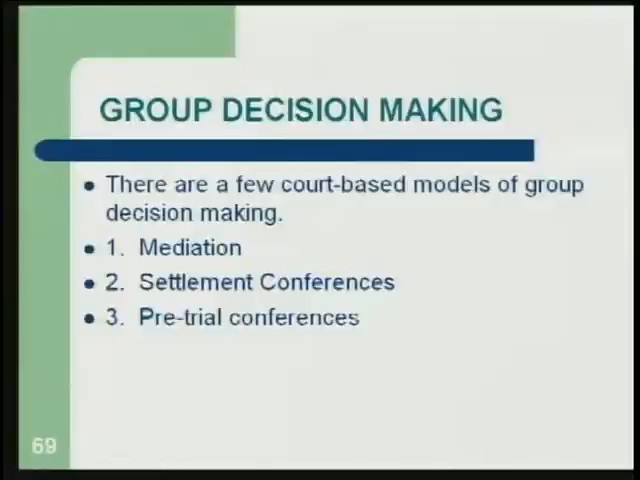 GROUP DECISION MAKING
• There are a few court-based models of group
decision making.
• 1. Mediation
• 2. Settlement Conferences
• 3. Pre-trial conferences
69